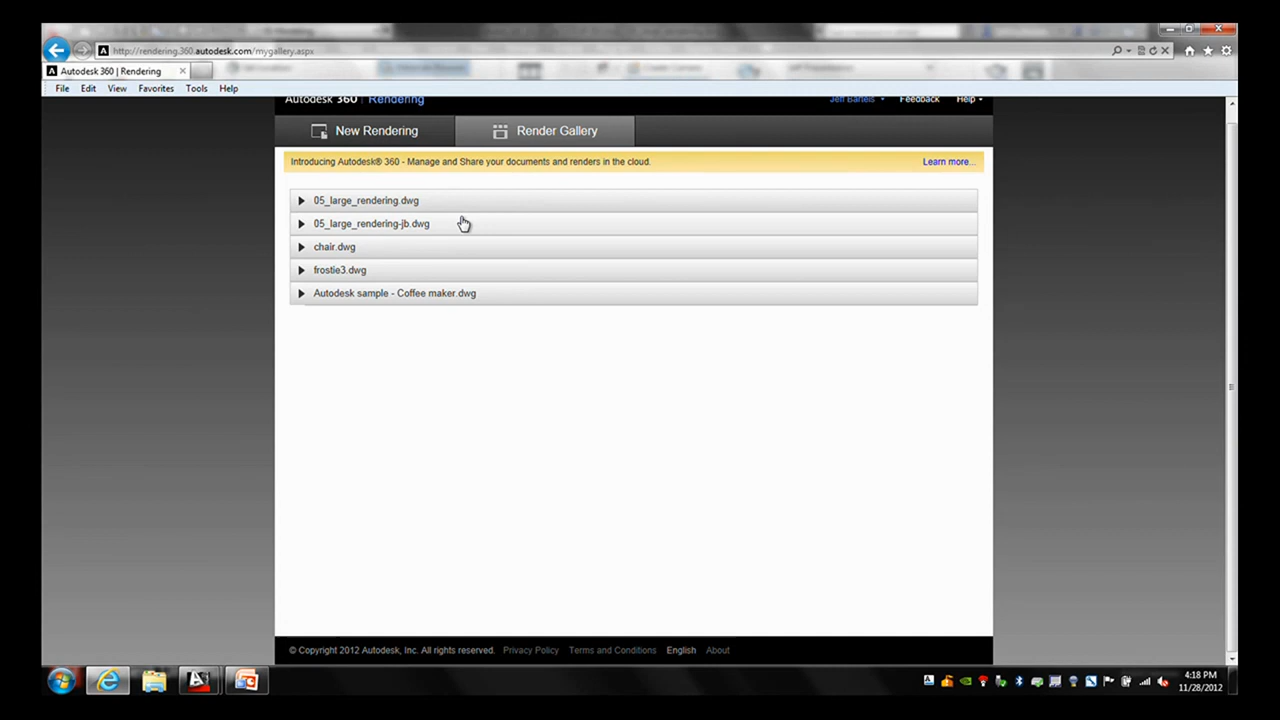 http://rendering.360.autodesk.com/mygallery.aspx
Autodesk 360 | Rendering
File Edit View Favorites Tools Help
Autodesk 360 | Rendering Jeff Bartels Feedback Help
New Rendering Render Gallery
Introducing Autodesk® 360 - Manage and Share your documents and renders in the cloud. Learn more...
05_large_rendering.dwg
05_large_rendering-jb.dwg
chair.dwg
frostie3.dwg
Autodesk sample - Coffee maker.dwg
© Copyright 2012 Autodesk, Inc. All rights reserved. Privacy Policy Terms and Conditions English About
4:18 PM
11/28/2012